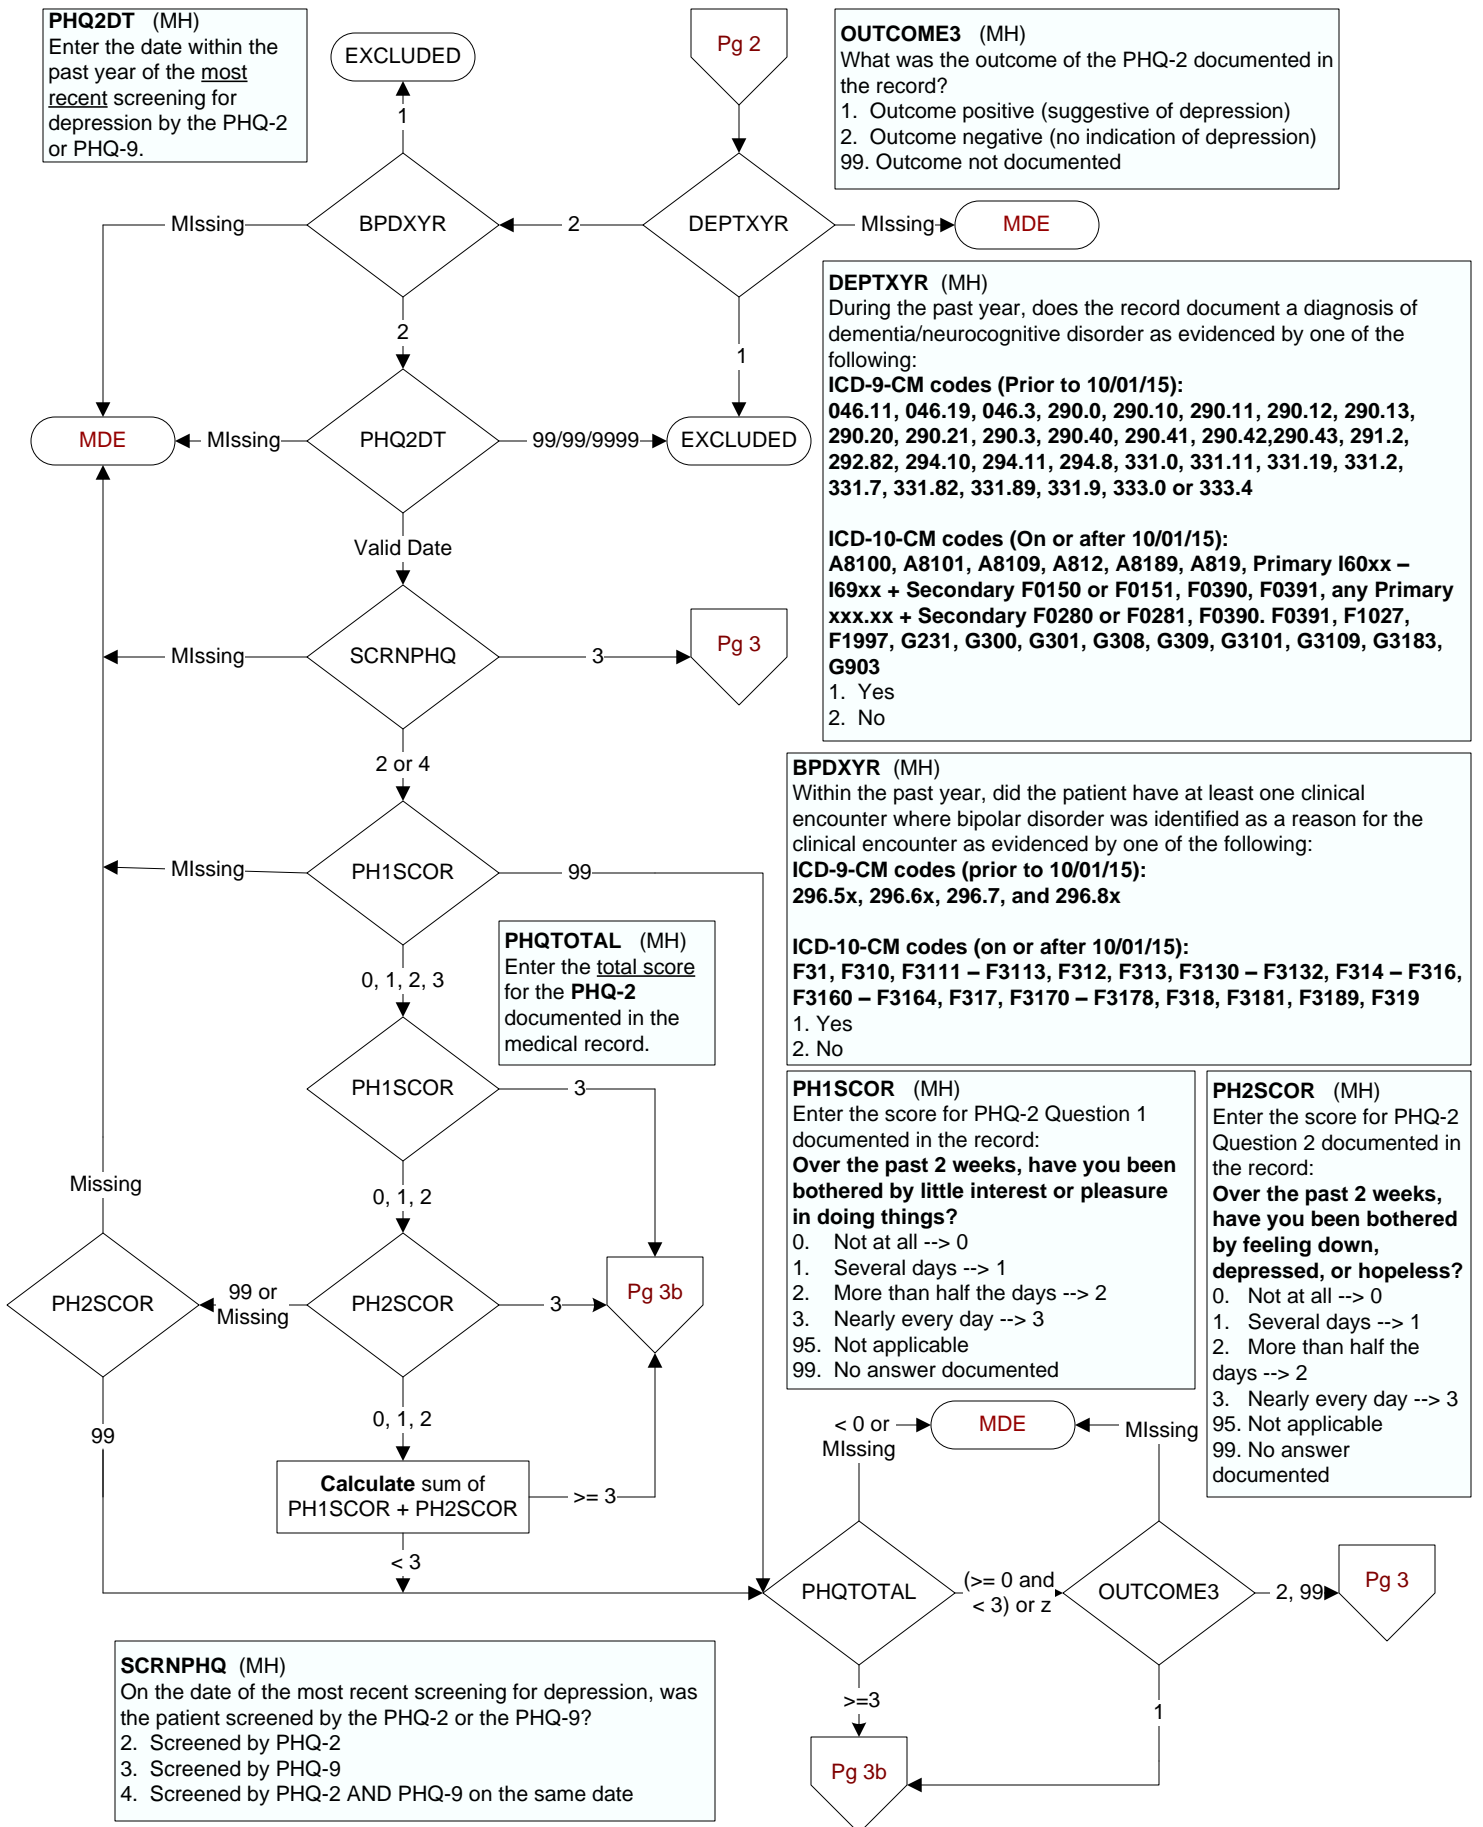 PHQ2DT (MH)
Enter the date within the
past year of the most
recent screening for
depression by the PHQ-2
or PHQ-9.
EXCLUDED
Pg 2
OUTCOME3 (MH)
What was the outcome of the PHQ-2 documented in
the record?
1. Outcome positive (suggestive of depression)
2. Outcome negative (no indication of depression)
99. Outcome not documented
1
MIssing
BPDXYR
2
DEPTXYR
MIssing
MDE
DEPTXYR (MH)
During the past year, does the record document a diagnosis of
dementia/neurocognitive disorder as evidenced by one of the
following:
ICD-9-CM codes (Prior to 10/01/15):
046.11, 046.19, 046.3, 290.0, 290.10, 290.11, 290.12, 290.13,
290.20, 290.21, 290.3, 290.40, 290.41, 290.42,290.43, 291.2,
292.82, 294.10, 294.11, 294.8, 331.0, 331.11, 331.19, 331.2,
331.7, 331.82, 331.89, 331.9, 333.0 or 333.4
ICD-10-CM codes (On or after 10/01/15):
A8100, A8101, A8109, A812, A8189, A819, Primary I60xx –
I69xx + Secondary F0150 or F0151, F0390, F0391, any Primary
xxx.xx + Secondary F0280 or F0281, F0390. F0391, F1027,
F1997, G231, G300, G301, G308, G309, G3101, G3109, G3183,
G903
1. Yes
2. No
2
1
MDE
MIssing
PHQ2DT
99/99/9999
EXCLUDED
Valid Date
MIssing
SCRNPHQ
3
Pg 3
2 or 4
BPDXYR (MH)
Within the past year, did the patient have at least one clinical
encounter where bipolar disorder was identified as a reason for the
clinical encounter as evidenced by one of the following:
ICD-9-CM codes (prior to 10/01/15):
296.5x, 296.6x, 296.7, and 296.8x
ICD-10-CM codes (on or after 10/01/15):
F31, F310, F3111 – F3113, F312, F313, F3130 – F3132, F314 – F316,
F3160 – F3164, F317, F3170 – F3178, F318, F3181, F3189, F319
1. Yes
2. No
MIssing
PH1SCOR
99
PHQTOTAL (MH)
Enter the total score
for the PHQ-2
documented in the
medical record.
0, 1, 2, 3
PH1SCOR
3
PH1SCOR (MH)
Enter the score for PHQ-2 Question 1
documented in the record:
Over the past 2 weeks, have you been
bothered by little interest or pleasure
in doing things?
0. Not at all --> 0
1. Several days --> 1
2. More than half the days --> 2
3. Nearly every day --> 3
95. Not applicable
99. No answer documented
PH2SCOR (MH)
Enter the score for PHQ-2
Question 2 documented in
the record:
Over the past 2 weeks,
have you been bothered
by feeling down,
depressed, or hopeless?
0. Not at all --> 0
1. Several days --> 1
2. More than half the
days --> 2
3. Nearly every day --> 3
95. Not applicable
99. No answer
documented
Missing
0, 1, 2
PH2SCOR
99 or
Missing
PH2SCOR
3
Pg 3b
99
0, 1, 2
Calculate sum of
PH1SCOR + PH2SCOR
>= 3
< 3
< 0 or
MIssing
MDE
MIssing
PHQTOTAL
(>= 0 and
< 3) or z
OUTCOME3
2, 99
Pg 3
>=3
1
Pg 3b
SCRNPHQ (MH)
On the date of the most recent screening for depression, was
the patient screened by the PHQ-2 or the PHQ-9?
2. Screened by PHQ-2
3. Screened by PHQ-9
4. Screened by PHQ-2 AND PHQ-9 on the same date